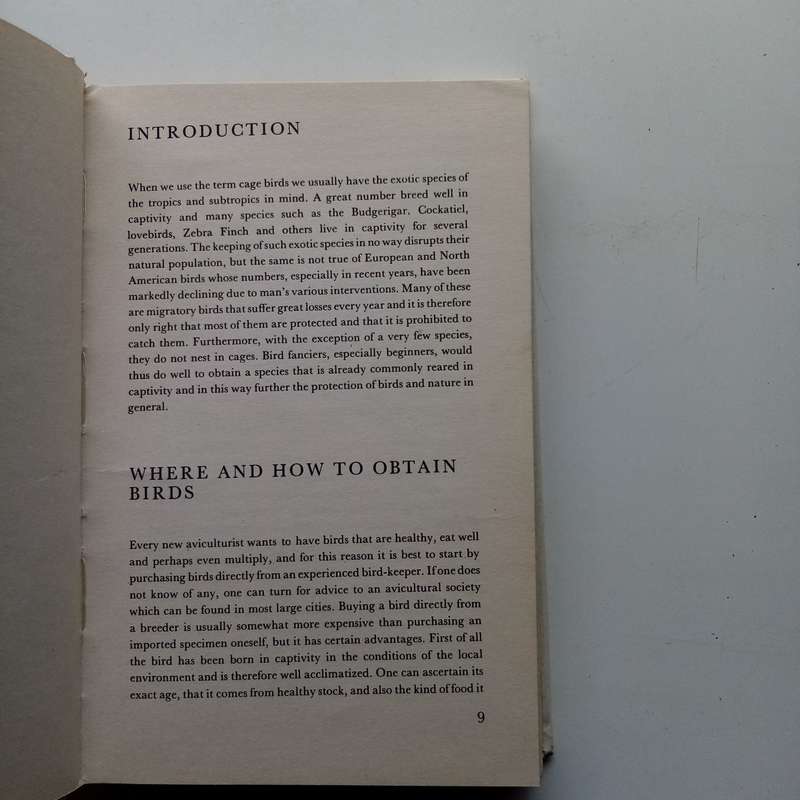 INTRODUCTION
When we use the term cage birds we usually have the exotic species of
the tropics and subtropics in mind. A great number breed well in
captivity and many species such as the Budgerigar, Cockatiel,
lovebirds, Zebra Finch and others live in captivity for several
generations. The keeping of such exotic species in no way disrupts their
natural population, but the same is not true of European and North
American birds whose numbers, especially in recent years, have been
markedly declining due to man's various interventions. Many of these
are migratory birds that suffer great losses every year and it is therefore
only right that most of them are protected and that it is prohibited to
catch them. Furthermore, with the exception of a very few species,
they do not nest in cages. Bird fanciers, especially beginners, would
thus do well to obtain a species that is already commonly reared in
captivity and in this way further the protection of birds and nature in
general.
WHERE AND HOW TO OBTAIN
BIRDS
Every new aviculturist wants to have birds that are healthy, eat well
and perhaps even multiply, and for this reason it is best to start by
purchasing birds directly from an experienced bird-keeper. If one does
not know of any, one can turn for advice to an avicultural society
which can be found in most large cities. Buying a bird directly from
a breeder is usually somewhat more expensive than purchasing an
imported specimen oneself, but it has certain advantages. First of all
the bird has been born in captivity in the conditions of the local
environment and is therefore well acclimatized. One can ascertain its
exact age, that it comes from healthy stock, and also the kind of food it
9